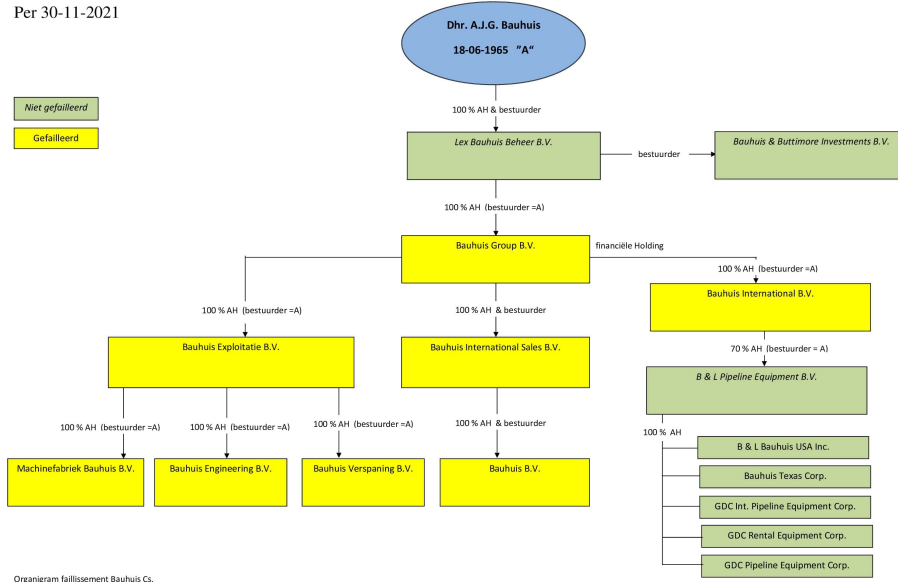 Per 30-11-2021
Dhr. A.J.G. Bauhuis
18-06-1965 "A"
Niet gefailleerd
Gefailleerd
100 % AH & bestuurder
Lex Bauhuis Beheer B.V.
bestuurder
Bauhuis & Buttimore Investments B.V.
100 % AH (bestuurder =A)
Bauhuis Group B.V.
financiële Holding
100 % AH (bestuurder =A)
Bauhuis International B.V.
100 % AH (bestuurder =A)
100 % AH & bestuurder
Bauhuis Exploitatie B.V.
Bauhuis International Sales B.V.
70 % AH (bestuurder = A)
B & L Pipeline Equipment B.V.
100 % AH (bestuurder =A)
100 % AH (bestuurder =A)
100 % AH (bestuurder =A)
100 % AH & bestuurder
100 % AH
Machinefabriek Bauhuis B.V.
Bauhuis Engineering B.V.
Bauhuis Verspaning B.V.
Bauhuis B.V.
B & L Bauhuis USA Inc.
Bauhuis Texas Corp.
GDC Int. Pipeline Equipment Corp.
GDC Rental Equipment Corp.
GDC Pipeline Equipment Corp.
Organigram faillissement Bauhuis Cs.